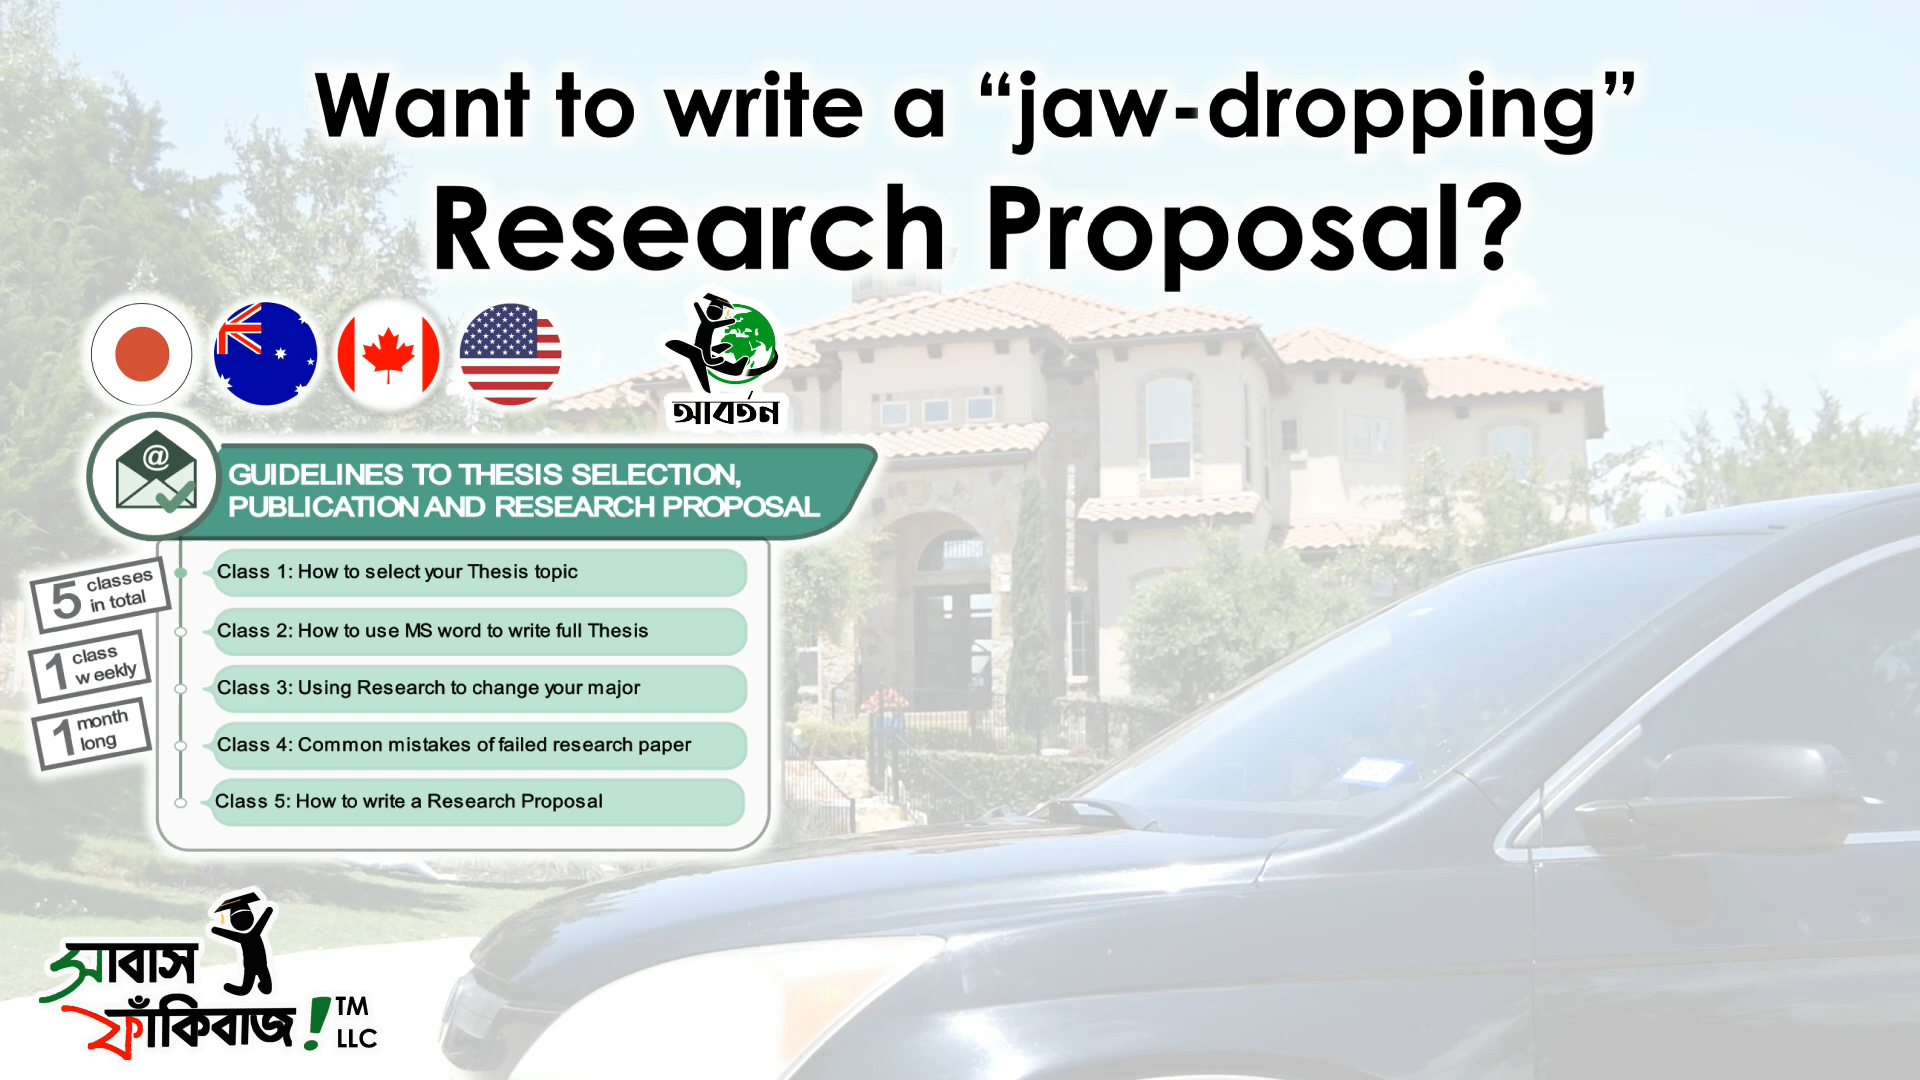 Want to write a “jaw-dropping”
Research Proposal?
আবর্তন
@
GUIDELINES TO THESIS SELECTION,
PUBLICATION AND RESEARCH PROPOSAL
5 classes
in total
1 class
weekly
1 month
long
Class 1: How to select your Thesis topic
Class 2: How to use MS word to write full Thesis
Class 3: Using Research to change your major
Class 4: Common mistakes of failed research paper
Class 5: How to write a Research Proposal
সাবাস
ফাঁকিবাজ! TM
LLC